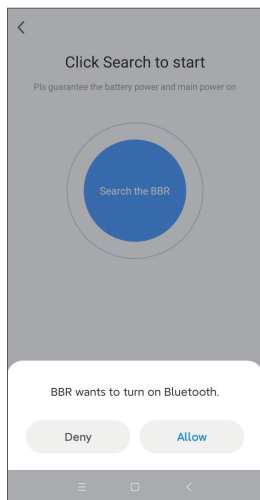 Click Search to start
Pls guarantee the battery power and main power on
Search the BBR
BBR wants to turn on Bluetooth.
Deny
Allow